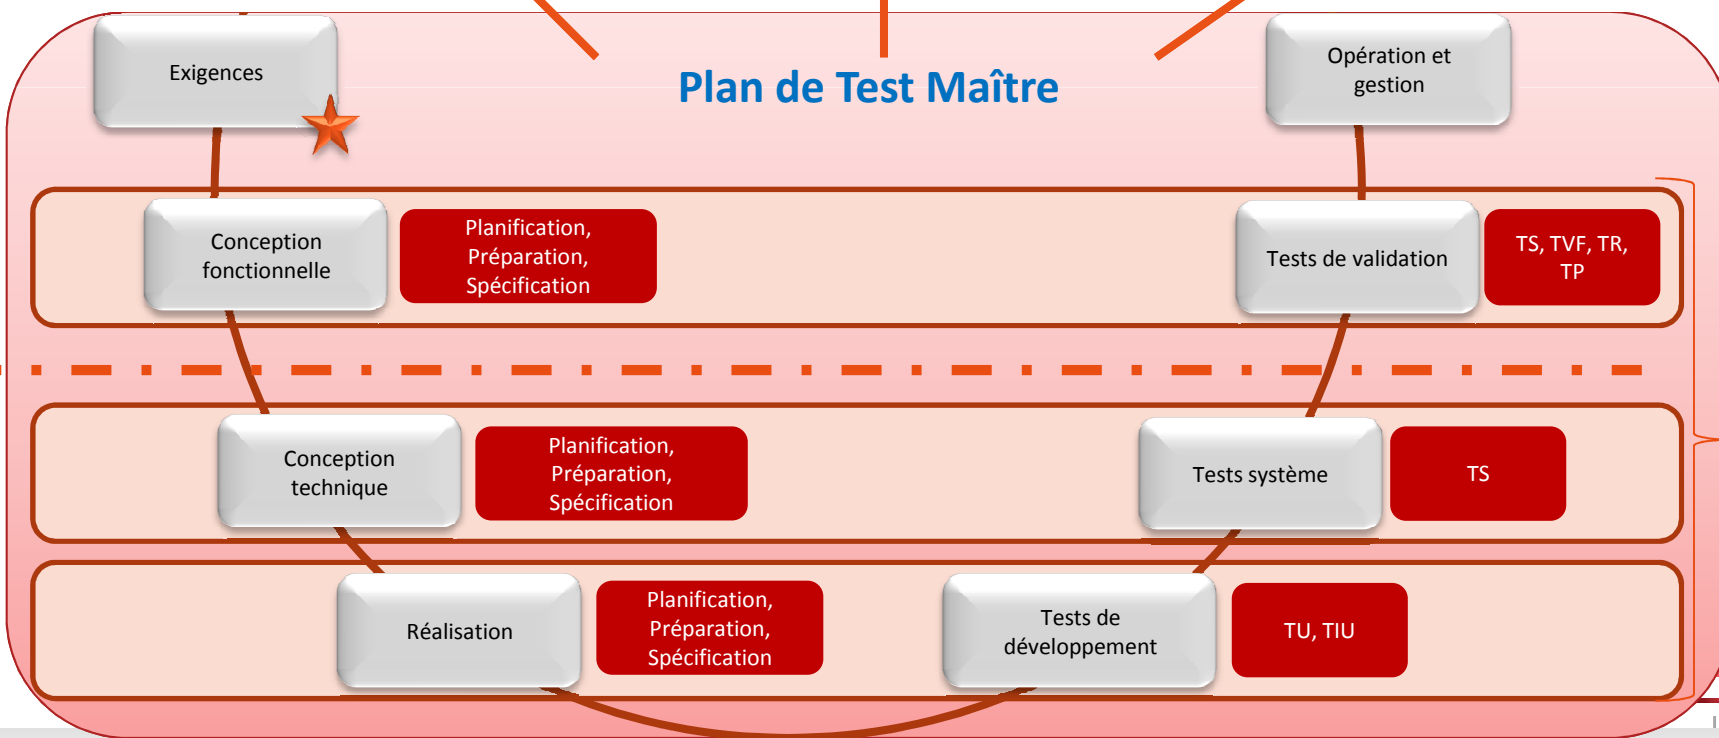 Exigences
Plan de Test Maître
Opération et
gestion
Conception
fonctionnelle
Planification,
Préparation,
Spécification
Tests de validation
TS, TVF, TR,
TP
Conception
technique
Planification,
Préparation,
Spécification
Tests système
TS
Réalisation
Planification,
Préparation,
Spécification
Tests de
développement
TU, TIU